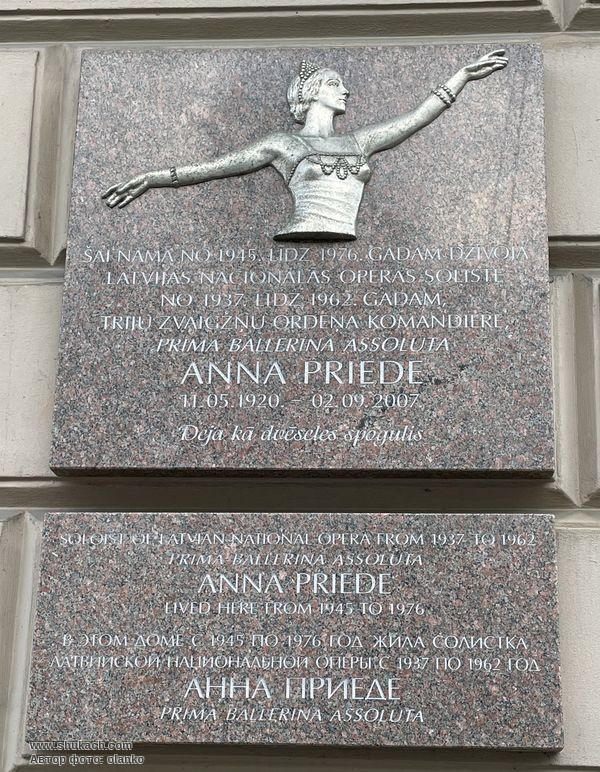 ŠAI NAMĀ NO 1945. LĪDZ 1976. GADAM DZĪVOJA
LATVIJAS NACIONĀLĀS OPERAS SOLISTE
NO 1937. LĪDZ 1962. GADAM,
TRIJU ZVAIGŽŅU ORDEŅA KOMANDIERE
PRIMA BALLERINA ASSOLUTA
ANNA PRIEDE
11.05.1920 – 02.09.2007
Deja kā dvēseles spogulis
SOLOIST OF LATVIAN NATIONAL OPERA FROM 1937 TO 1962
PRIMA BALLERINA ASSOLUTA
ANNA PRIEDE
LIVED HERE FROM 1945 TO 1976
В ЭТОМ ДОМЕ С 1945 ПО 1976 ГОД ЖИЛА СОЛИСТКА
ЛАТВИЙСКОЙ НАЦИОНАЛЬНОЙ ОПЕРЫ С 1937 ПО 1962 ГОД
АННА ПРИЕДЕ
PRIMA BALLERINA ASSOLUTA
www.shukach.com
Автор фото: olanko